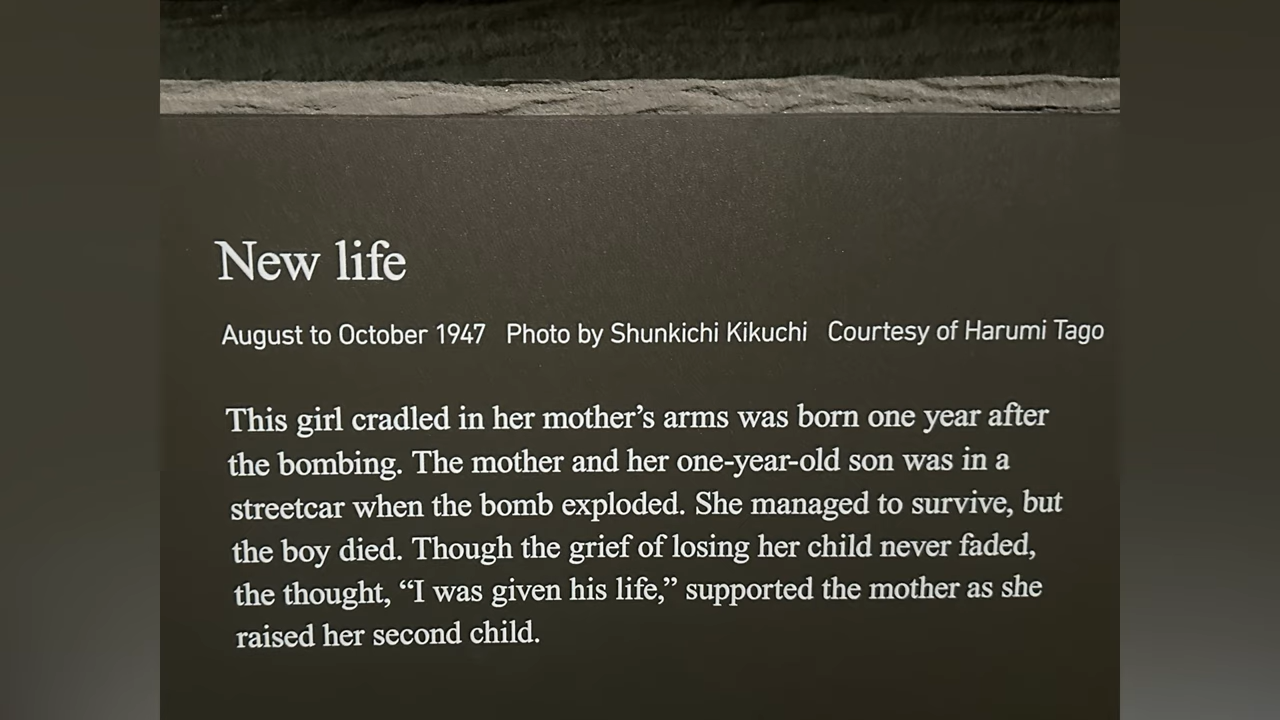 New life
August to October 1947 Photo by Shunkichi Kikuchi Courtesy of Harumi Tago
This girl cradled in her mother’s arms was born one year after
the bombing. The mother and her one-year-old son was in a
streetcar when the bomb exploded. She managed to survive, but
the boy died. Though the grief of losing her child never faded,
the thought, “I was given his life,” supported the mother as she
raised her second child.